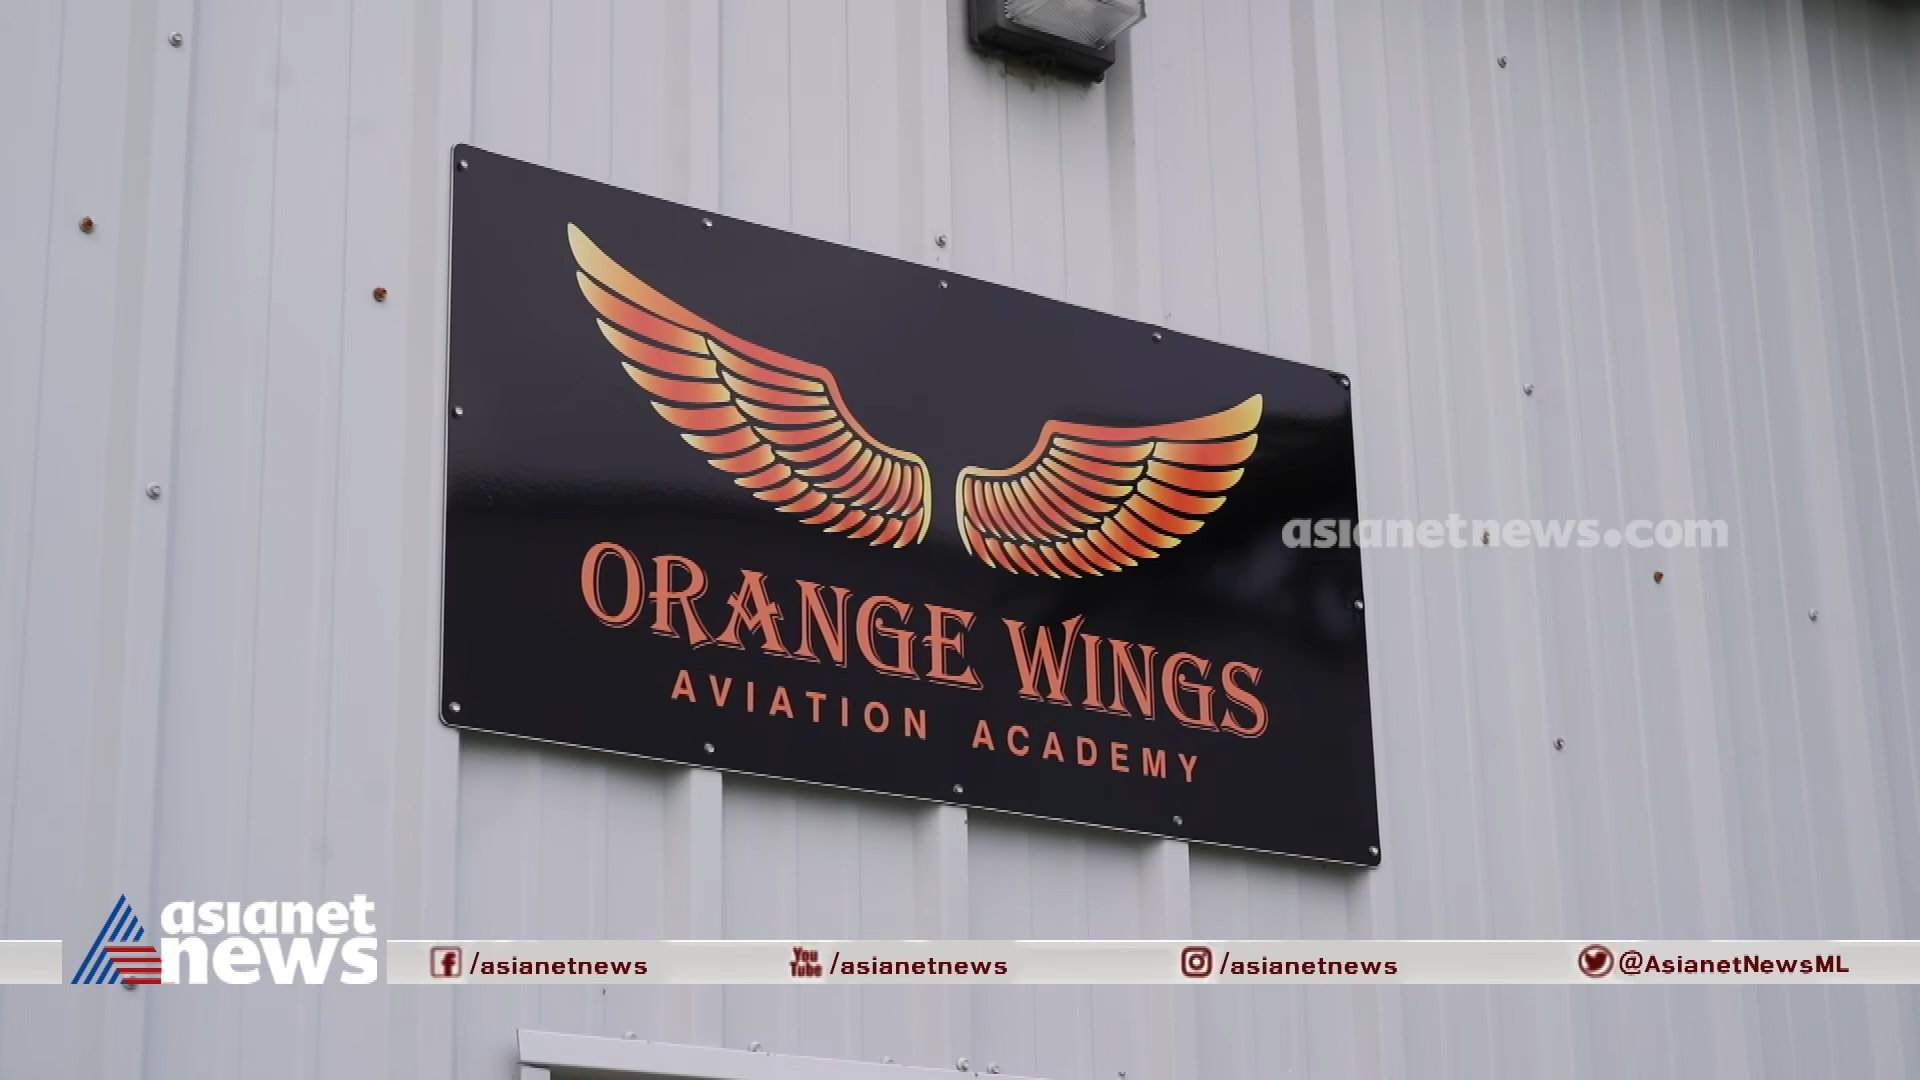 ORANGE WINGS
AVIATION ACADEMY
asianetnews.com
asianet
news
f /asianetnews
You
Tube /asianetnews
/asianetnews
@AsianetNewsML